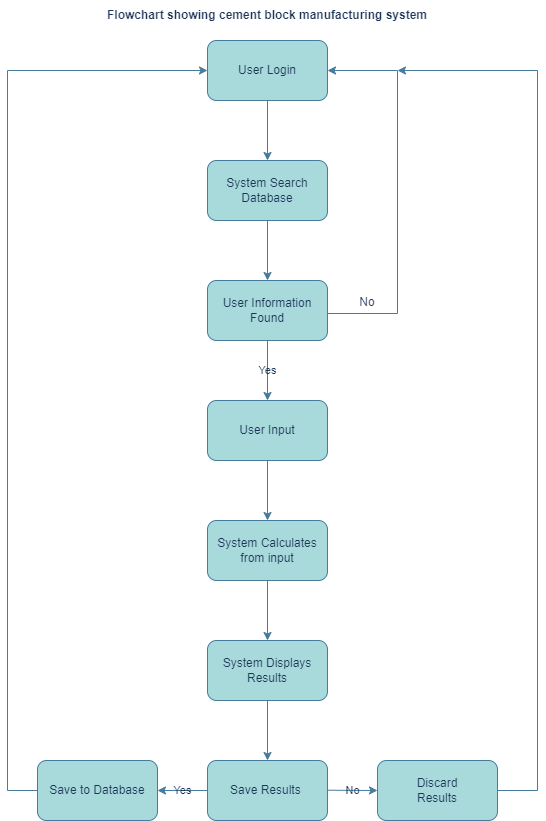 Flowchart showing cement block manufacturing system
User Login
System Search
Database
User Information
Found
No
Yes
User Input
System Calculates
from input
System Displays
Results
Save to Database
Yes
Save Results
No
Discard
Results